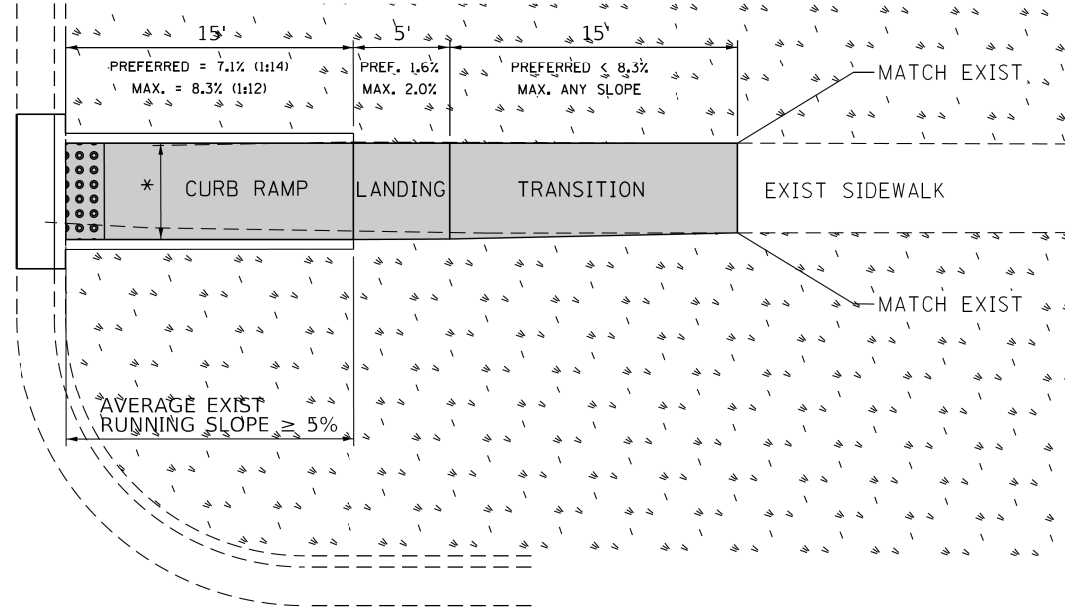 15'
5'
15'
PREFERRED = 7.1% (1:14)
MAX. = 8.3% (1:12)
PREF. 1.6%
MAX. 2.0%
PREFERRED < 8.3%
MAX. ANY SLOPE
MATCH EXIST
*
CURB RAMP
LANDING
TRANSITION
EXIST SIDEWALK
MATCH EXIST
AVERAGE EXIST
RUNNING SLOPE ≥ 5%